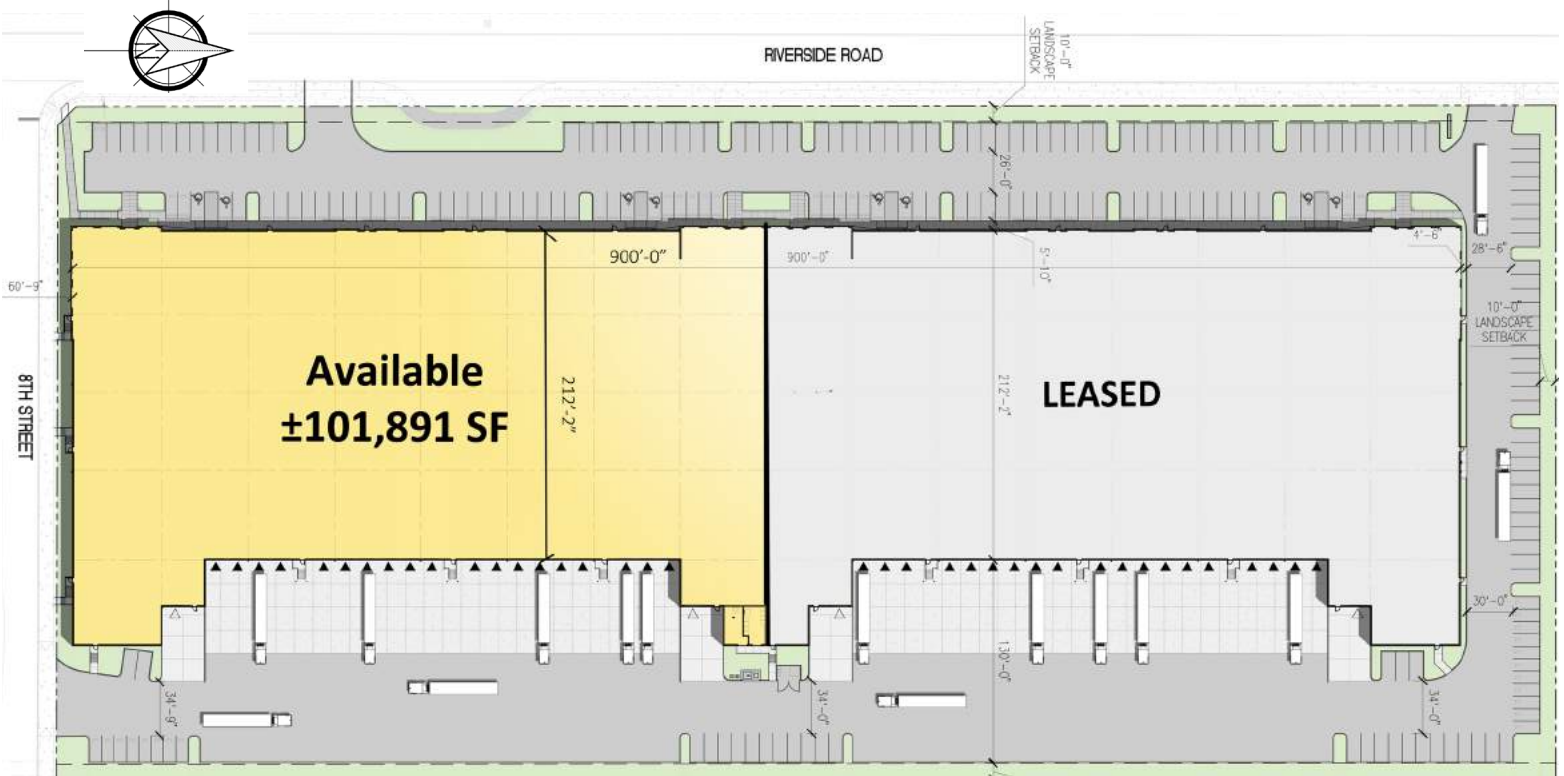 N
RIVERSIDE ROAD
10'-0"
LANDSCAPE
SETBACK
26'-0"
900'-0"
900'-0"
5'-10"
4'-6"
28'-6"
60'-9"
10'-0"
LANDSCAPE
SETBACK
Available
±101,891 SF
212'-2"
212'-2"
LEASED
8TH STREET
30'-0"
130'-0"
34'-9"
34'-0"
34'-0"